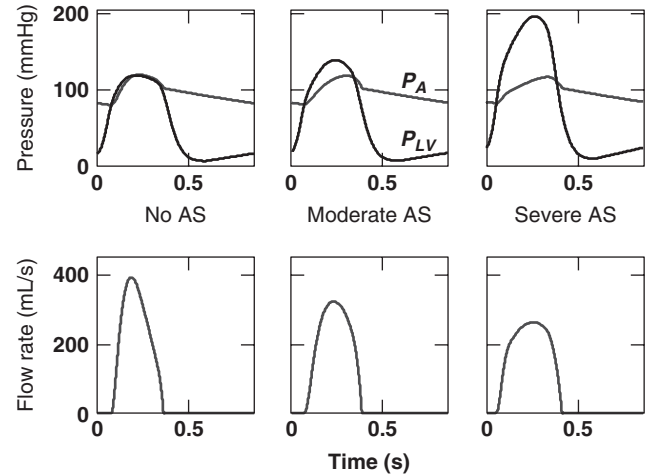 Pressure (mmHg)
200
100
0
P_A
P_LV
0 0.5
0 0.5
0 0.5
No AS
Moderate AS
Severe AS
Flow rate (mL/s)
400
200
0
0 0.5
0 0.5
0 0.5
Time (s)